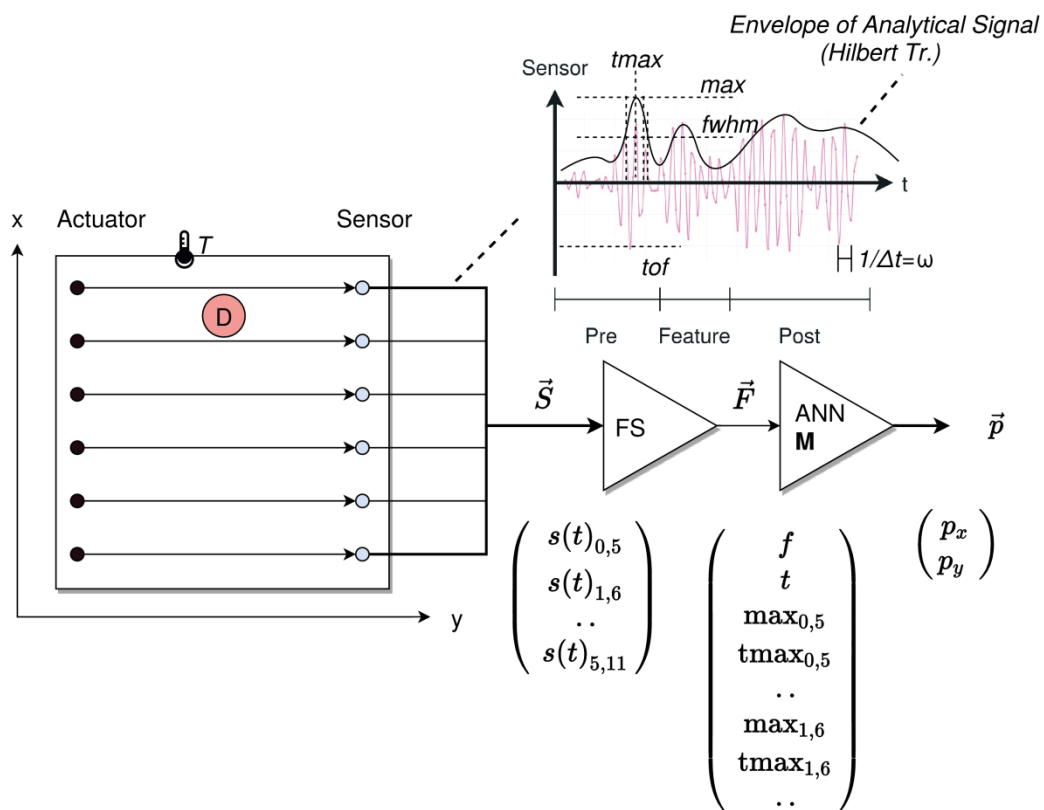 Envelope of Analytical Signal
(Hilbert Tr.)
tmax
Sensor
max
fwhm
t
tof
1/Δt=ω
x
Actuator
Sensor
T
D
Pre
Feature
Post
S⃗
FS
F⃗
ANN
M
p⃗
y
s(t)0,5
s(t)1,6
..
s(t)5,11
f
t
max0,5
tmax0,5
..
max1,6
tmax1,6
..
px
py